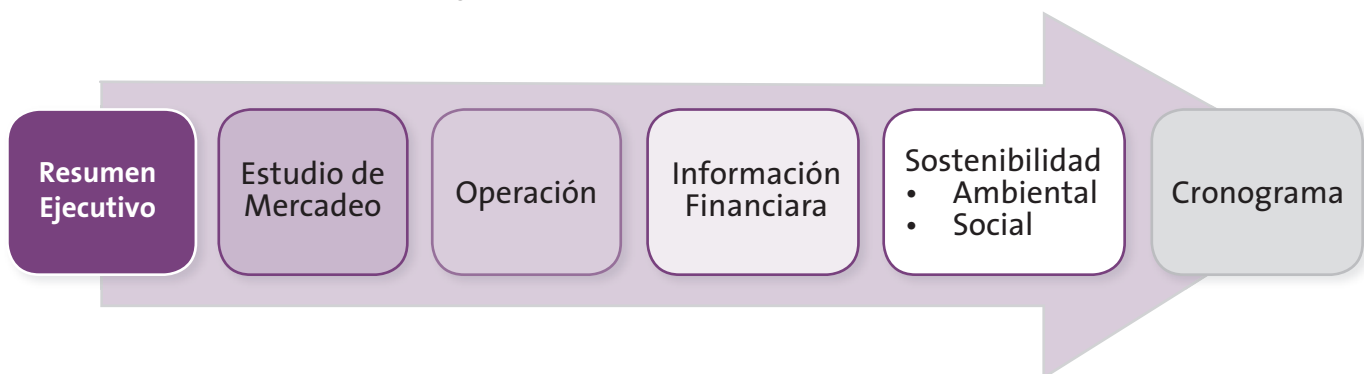 Resumen
Ejecutivo
Estudio de
Mercadeo
Operación
Información
Financiara
Sostenibilidad
• Ambiental
• Social
Cronograma